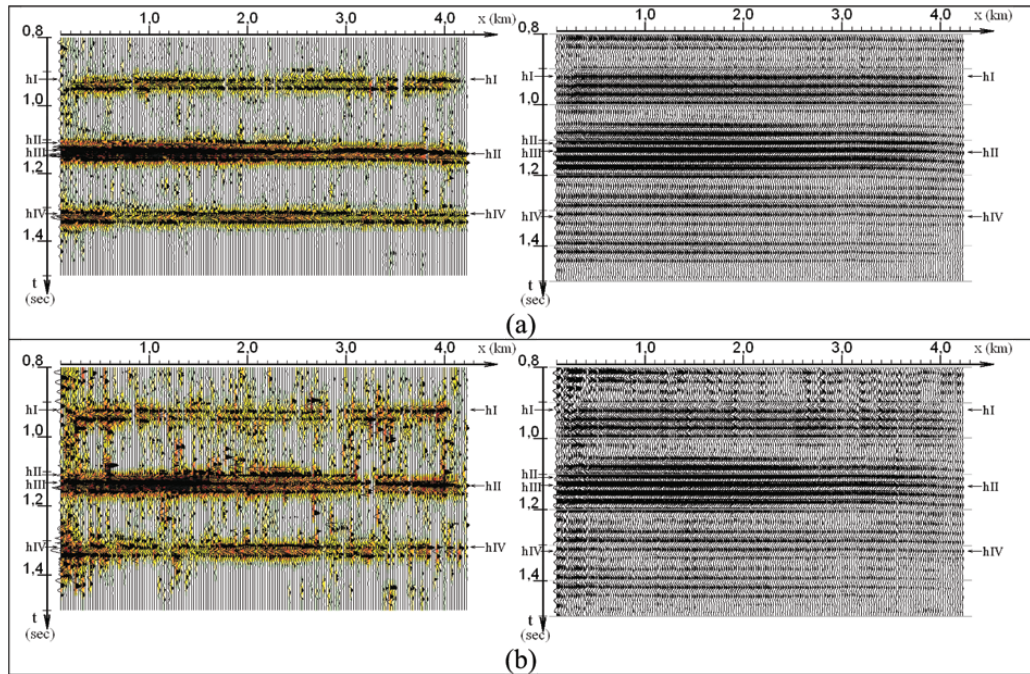 x (km) x (km)
1.0 2.0 3.0 4.0 1.0 2.0 3.0 4.0
0.8 0.8
hI hI hI hI
1.0 1.0
hII hII
hIII hII hIII hII
1.2 1.2
hIV hIV hIV hIV
1.4 1.4
t t
(sec) (sec)
(a)
x (km) x (km)
1.0 2.0 3.0 4.0 1.0 2.0 3.0 4.0
0.8 0.8
hI hI hI hI
1.0 1.0
hII hII
hIII hII hIII hII
1.2 1.2
hIV hIV hIV hIV
1.4 1.4
t t
(sec) (sec)
(b)